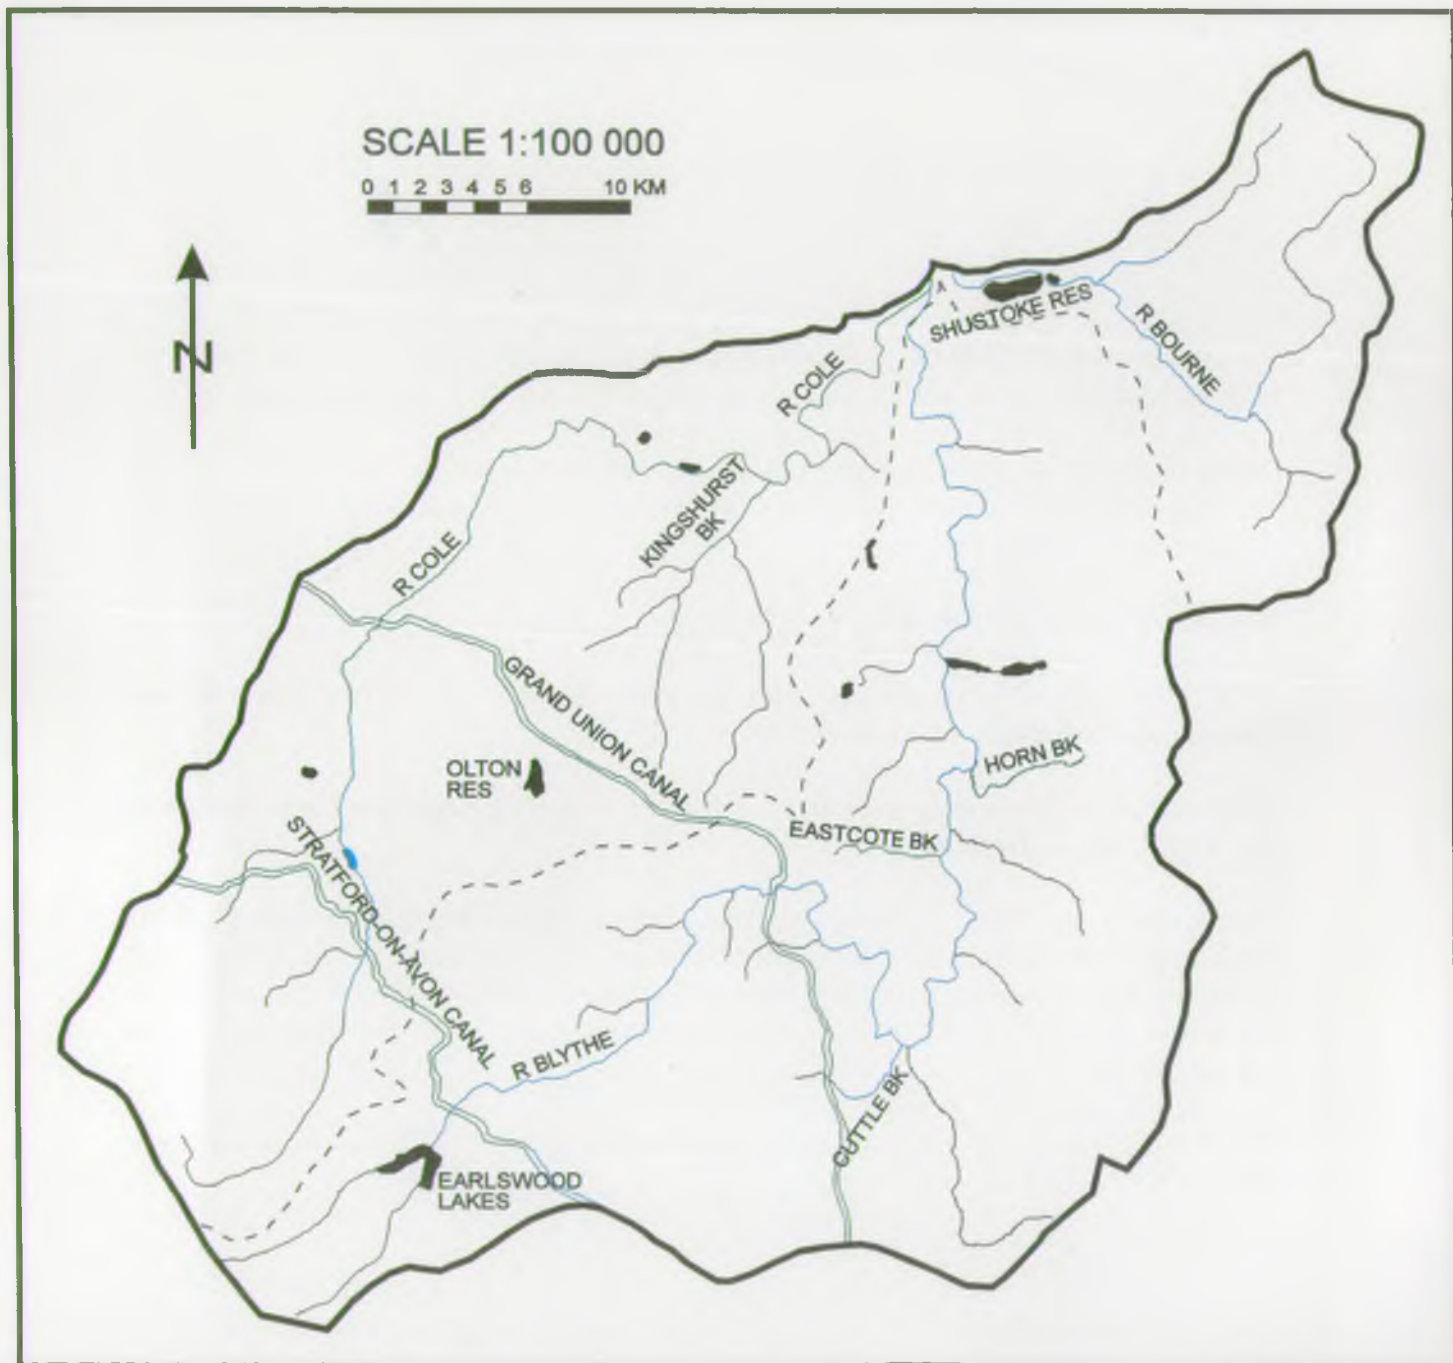 SCALE 1:100 000
0 1 2 3 4 5 6 10 KM
N
A
SHUSTOKE RES
R BOURNE
R COLE
KINGSHURST
BK
R COLE
GRAND UNION CANAL
OLTON
RES
HORN BK
EASTCOTE BK
STRATFORD-ON-AVON CANAL
R BLYTHE
CUTTLE BK
EARLSWOOD
LAKES